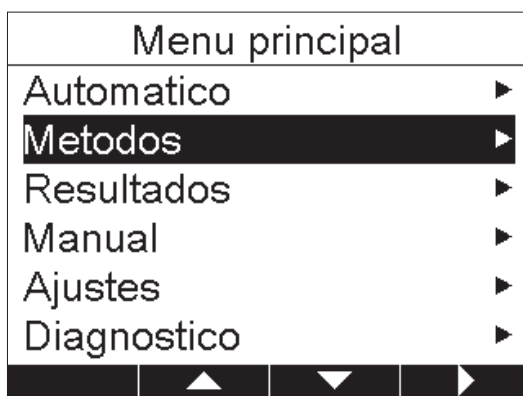 Menu principal
Automatico
Metodos
Resultados
Manual
Ajustes
Diagnostico